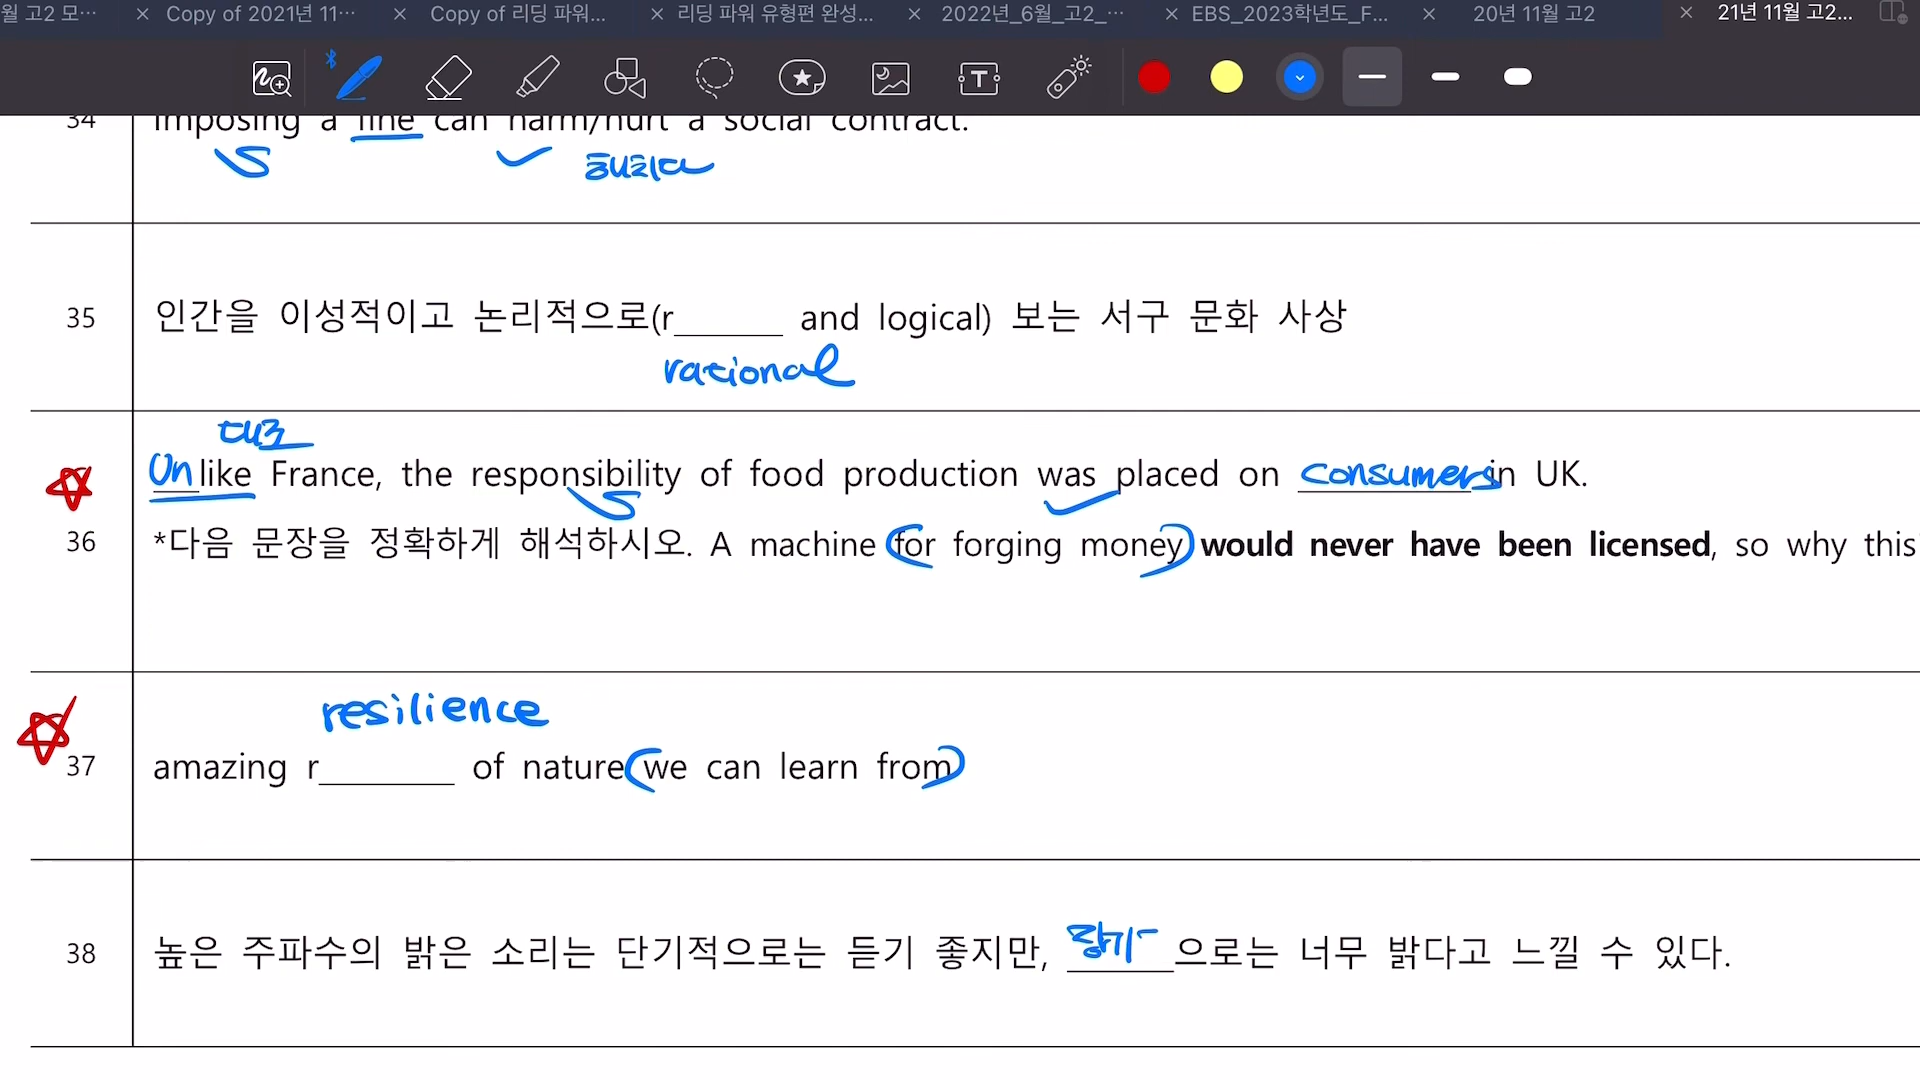 월 고2 모… × Copy of 2021년 11… × Copy of 리딩 파워… × 리딩 파워 유형편 완성… × 2022년_6월_고2_… × EBS_2023학년도_F… × 20년 11월 고2 × 21년 11월 고2…
34 Imposing a fine can harm/hurt a social contract.
해치다
35 인간을 이성적이고 논리적으로(r______ and logical) 보는 서구 문화 사상
rational
대조
Unlike France, the responsibility of food production was placed on consumers in UK.
36 *다음 문장을 정확하게 해석하시오. A machine (for forging money) would never have been licensed, so why this
resilience
37 amazing r_______ of nature (we can learn from)
38 높은 주파수의 밝은 소리는 단기적으로는 듣기 좋지만, 장기적으로는 너무 밝다고 느낄 수 있다.